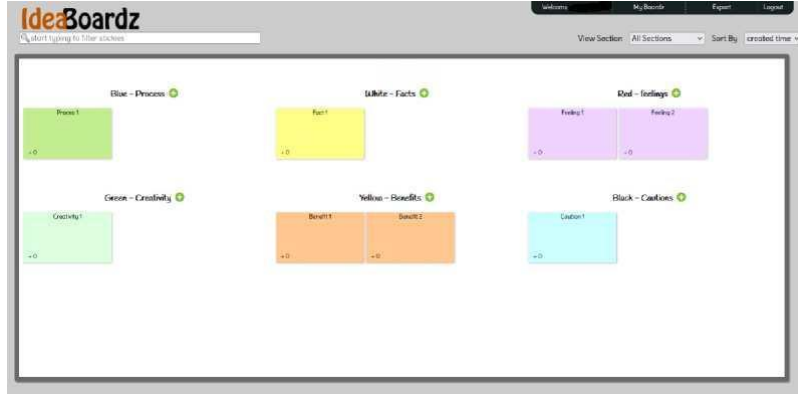 IdeaBoardz
Welcome
My Boardz Export Logout
start typing to filter stickies
View Section All Sections Sort By created time
Blue - Process White - Facts Red - feelings
Process 1 Fact 1 Feeling 1 Feeling 2
+0 +0 +0 +0
Green - Creativity Yellow - Benefits Black - Cautions
Creativity 1 Benefit 1 Benefit 2 Caution 1
+0 +0 +0 +0